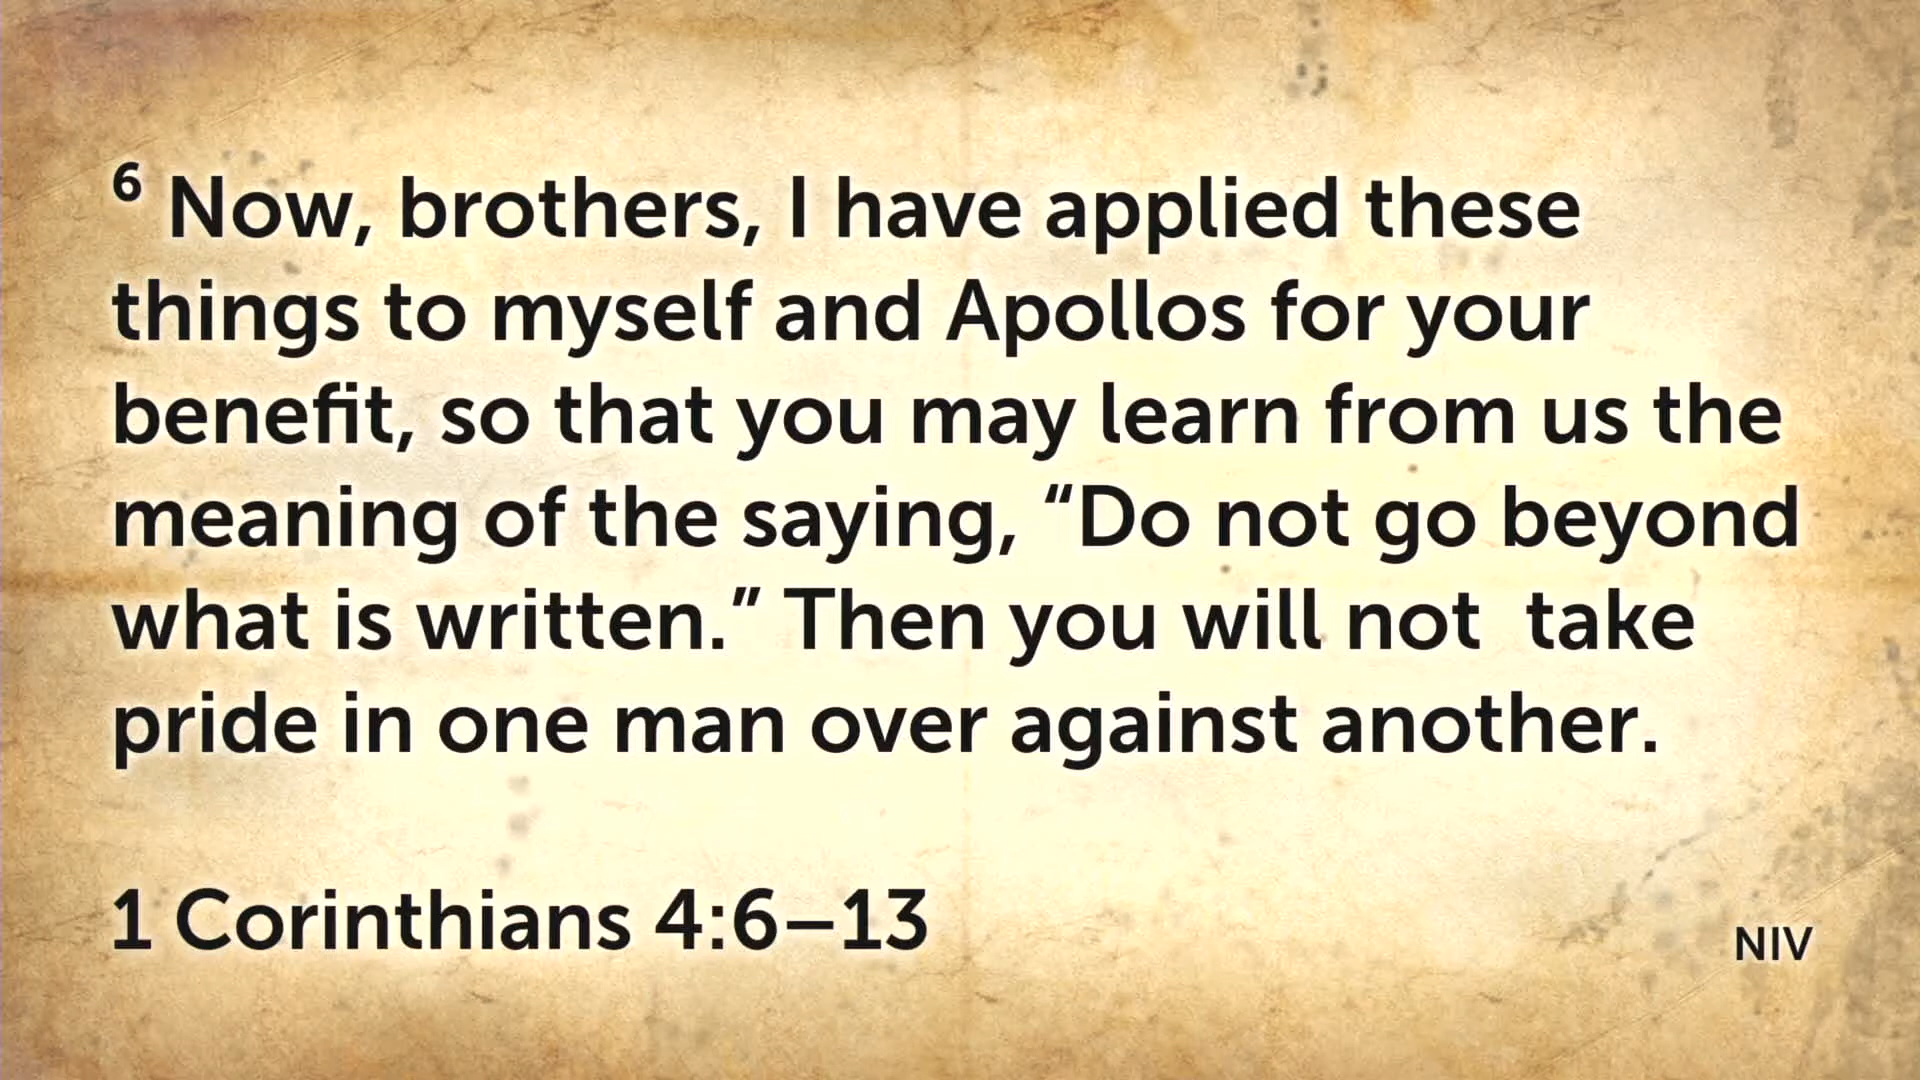 6 Now, brothers, I have applied these
things to myself and Apollos for your
benefit, so that you may learn from us the
meaning of the saying, “Do not go beyond
what is written.” Then you will not  take
pride in one man over against another.
1 Corinthians 4:6–13
NIV